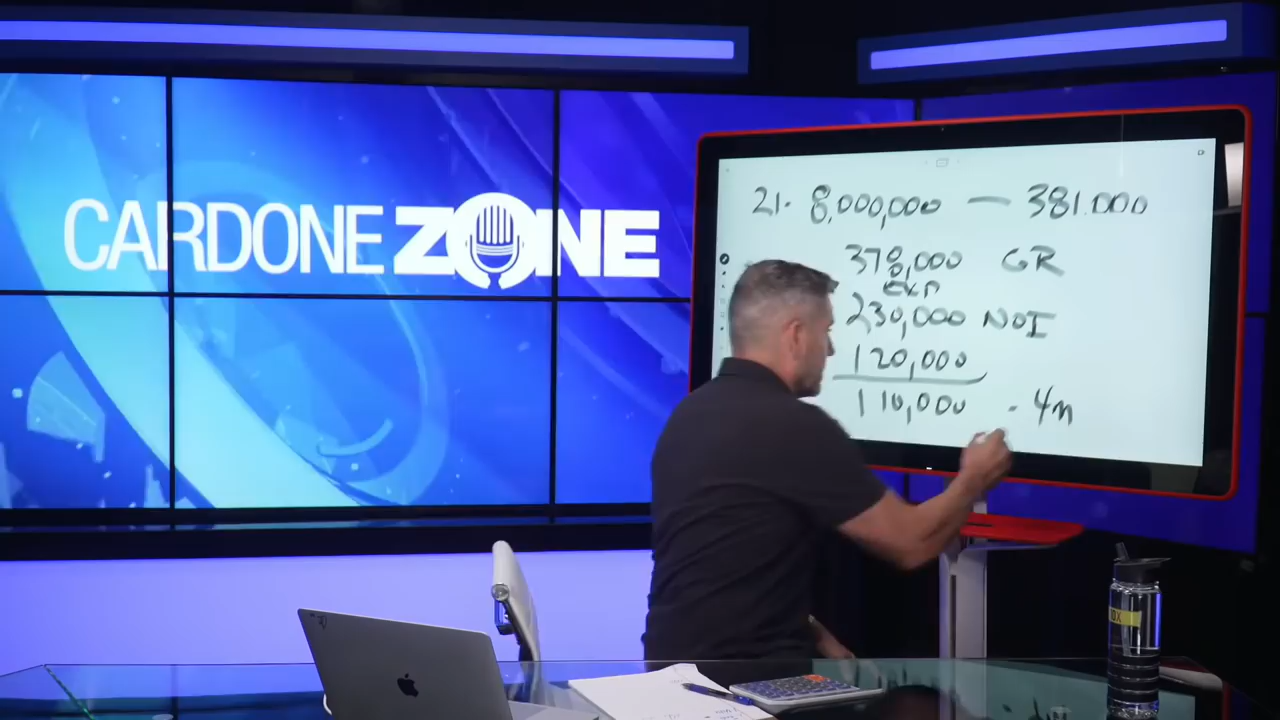 CARDONE ZONE
21. 8,000,000 — 381.000
378,000 GR
EXP
230,000 NOI
120,000
110,000 - 4m